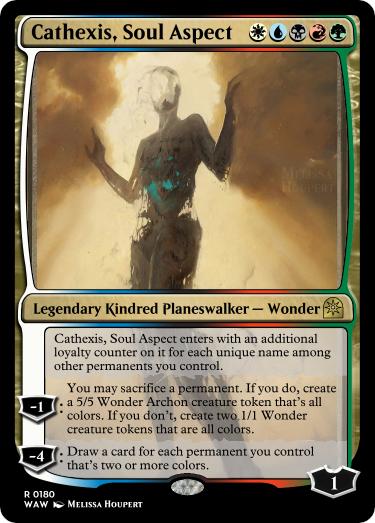 Cathexis, Soul Aspect
MELISSA
HOUPERT
Legendary Kindred Planeswalker — Wonder
Cathexis, Soul Aspect enters with an additional
loyalty counter on it for each unique name among
other permanents you control.
You may sacrifice a permanent. If you do, create
-1: a 5/5 Wonder Archon creature token that's all
colors. If you don't, create two 1/1 Wonder
creature tokens that are all colors.
-4: Draw a card for each permanent you control
that's two or more colors.
1
R 0180
WAW MELISSA HOUPERT